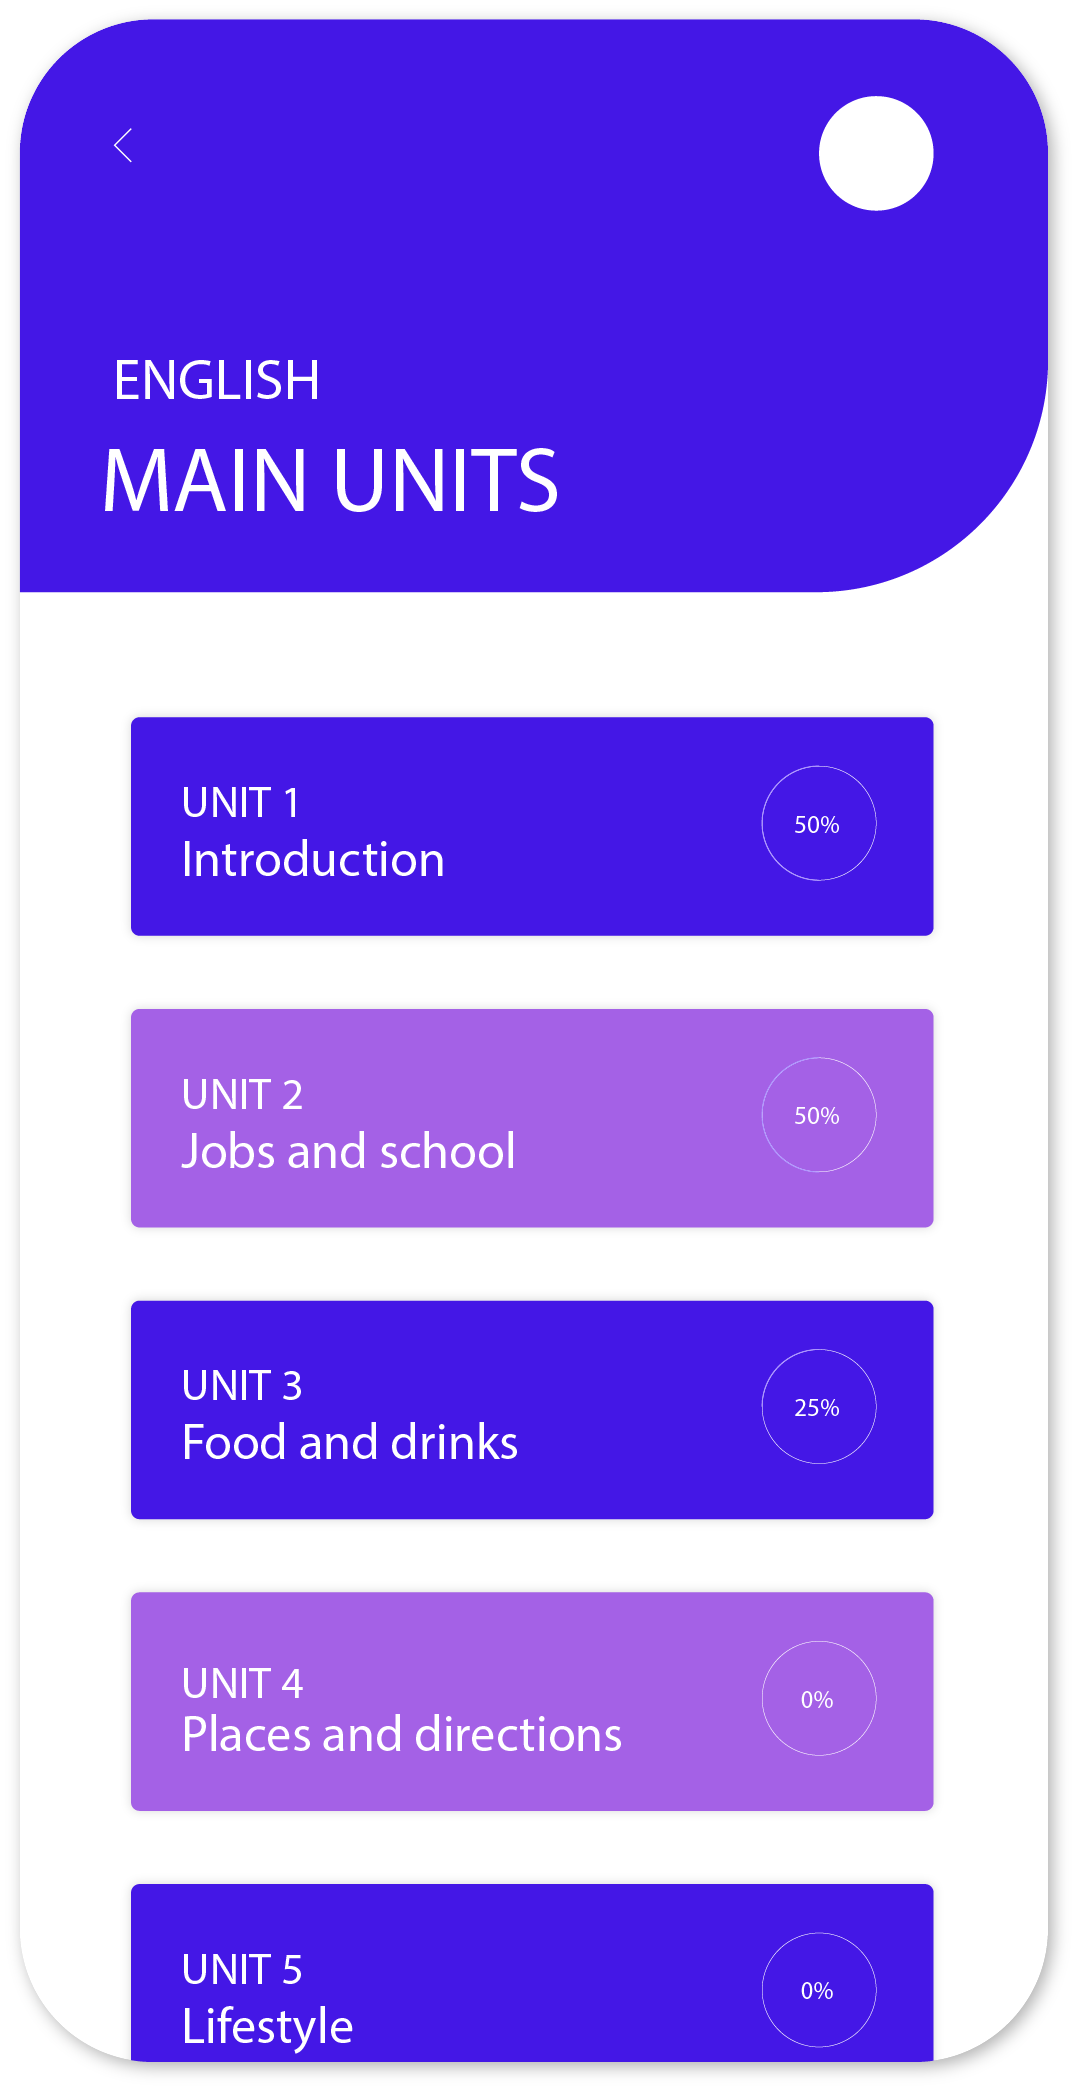 ENGLISH
MAIN UNITS
UNIT 1
Introduction
50%
UNIT 2
Jobs and school
50%
UNIT 3
Food and drinks
25%
UNIT 4
Places and directions
0%
UNIT 5
Lifestyle
0%